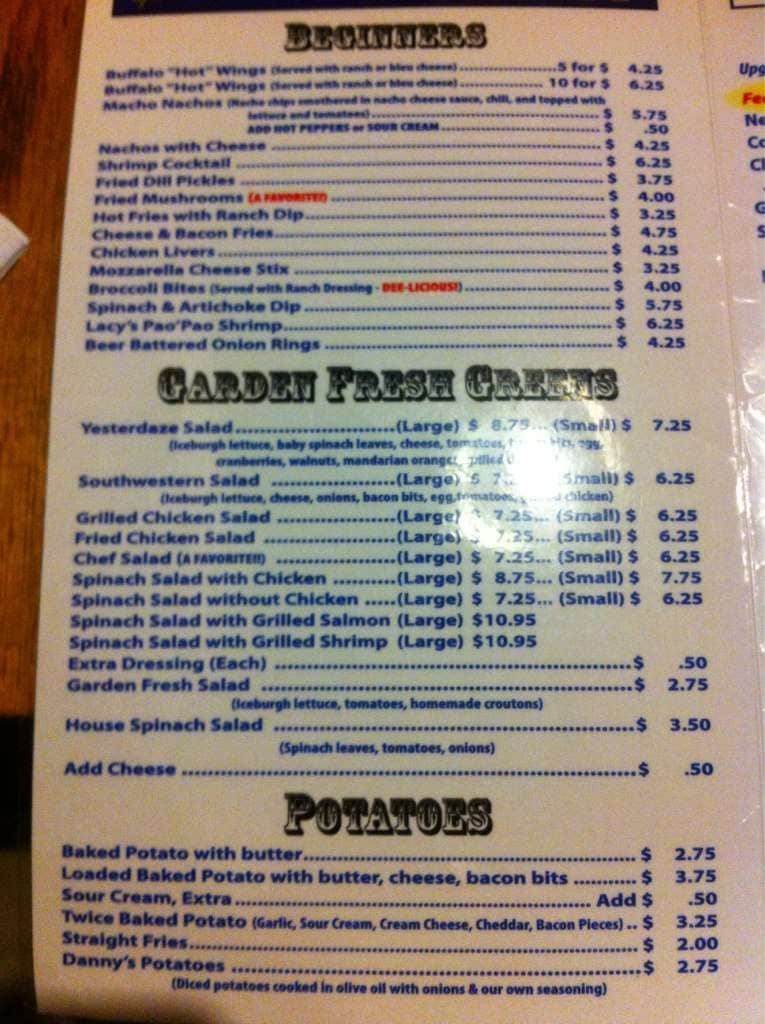 BEGINNERS
Buffalo "Hot" Wings (Served with ranch or bleu cheese) ........................5 for $ 4.25
Buffalo "Hot" Wings (Served with ranch or bleu cheese) .................... 10 for $ 6.25
Macho Nachos (Nacho chips smothered in nacho cheese sauce, chili, and topped with
lettuce and tomatoes) ........................ $ 5.75
ADD HOT PEPPERS or SOUR CREAM ........................ $ .50
Nachos with Cheese ........................ $ 4.25
Shrimp Cocktail ........................ $ 6.25
Fried Dill Pickles ........................ $ 3.75
Fried Mushrooms (A FAVORITE!) ........................ $ 4.00
Hot Fries with Ranch Dip ........................ $ 3.25
Cheese & Bacon Fries ........................ $ 4.75
Chicken Livers ........................ $ 4.25
Mozzarella Cheese Stix ........................ $ 3.25
Broccoli Bites (Served with Ranch Dressing - DEE-LICIOUS!) ........................ $ 4.00
Spinach & Artichoke Dip ........................ $ 5.75
Lacy's Pao'Pao Shrimp ........................ $ 6.25
Beer Battered Onion Rings ........................ $ 4.25
GARDEN FRESH GREENS
Yesterdaze Salad ........................(Large) $ 8.75... (Small) $ 7.25
(Iceburgh lettuce, baby spinach leaves, cheese, tomatoes, bits, egg,
cranberries, walnuts, mandarian oranges, grilled
Southwestern Salad ..................(Large) $ (Small) $ 6.25
(Iceburgh lettuce, cheese, onions, bacon bits, egg, tomatoes, chicken)
Grilled Chicken Salad ..................(Large) $ 7.25... (Small) $ 6.25
Fried Chicken Salad ....................(Large) $ 7.25... (Small) $ 6.25
Chef Salad (A FAVORITE!!) ..................(Large) $ 7.25... (Small) $ 6.25
Spinach Salad with Chicken ..........(Large) $ 8.75... (Small) $ 7.75
Spinach Salad without Chicken .....(Large) $ 7.25... (Small) $ 6.25
Spinach Salad with Grilled Salmon (Large) $10.95
Spinach Salad with Grilled Shrimp (Large) $10.95
Extra Dressing (Each) ........................$ .50
Garden Fresh Salad ........................$ 2.75
(Iceburgh lettuce, tomatoes, homemade croutons)
House Spinach Salad ........................$ 3.50
(Spinach leaves, tomatoes, onions)
Add Cheese ........................$ .50
POTATOES
Baked Potato with butter........................ $ 2.75
Loaded Baked Potato with butter, cheese, bacon bits ........... $ 3.75
Sour Cream, Extra........................ Add $ .50
Twice Baked Potato (Garlic, Sour Cream, Cream Cheese, Cheddar, Bacon Pieces) .. $ 3.25
Straight Fries........................ $ 2.00
Danny's Potatoes ........................$ 2.75
(Diced potatoes cooked in olive oil with onions & our own seasoning)